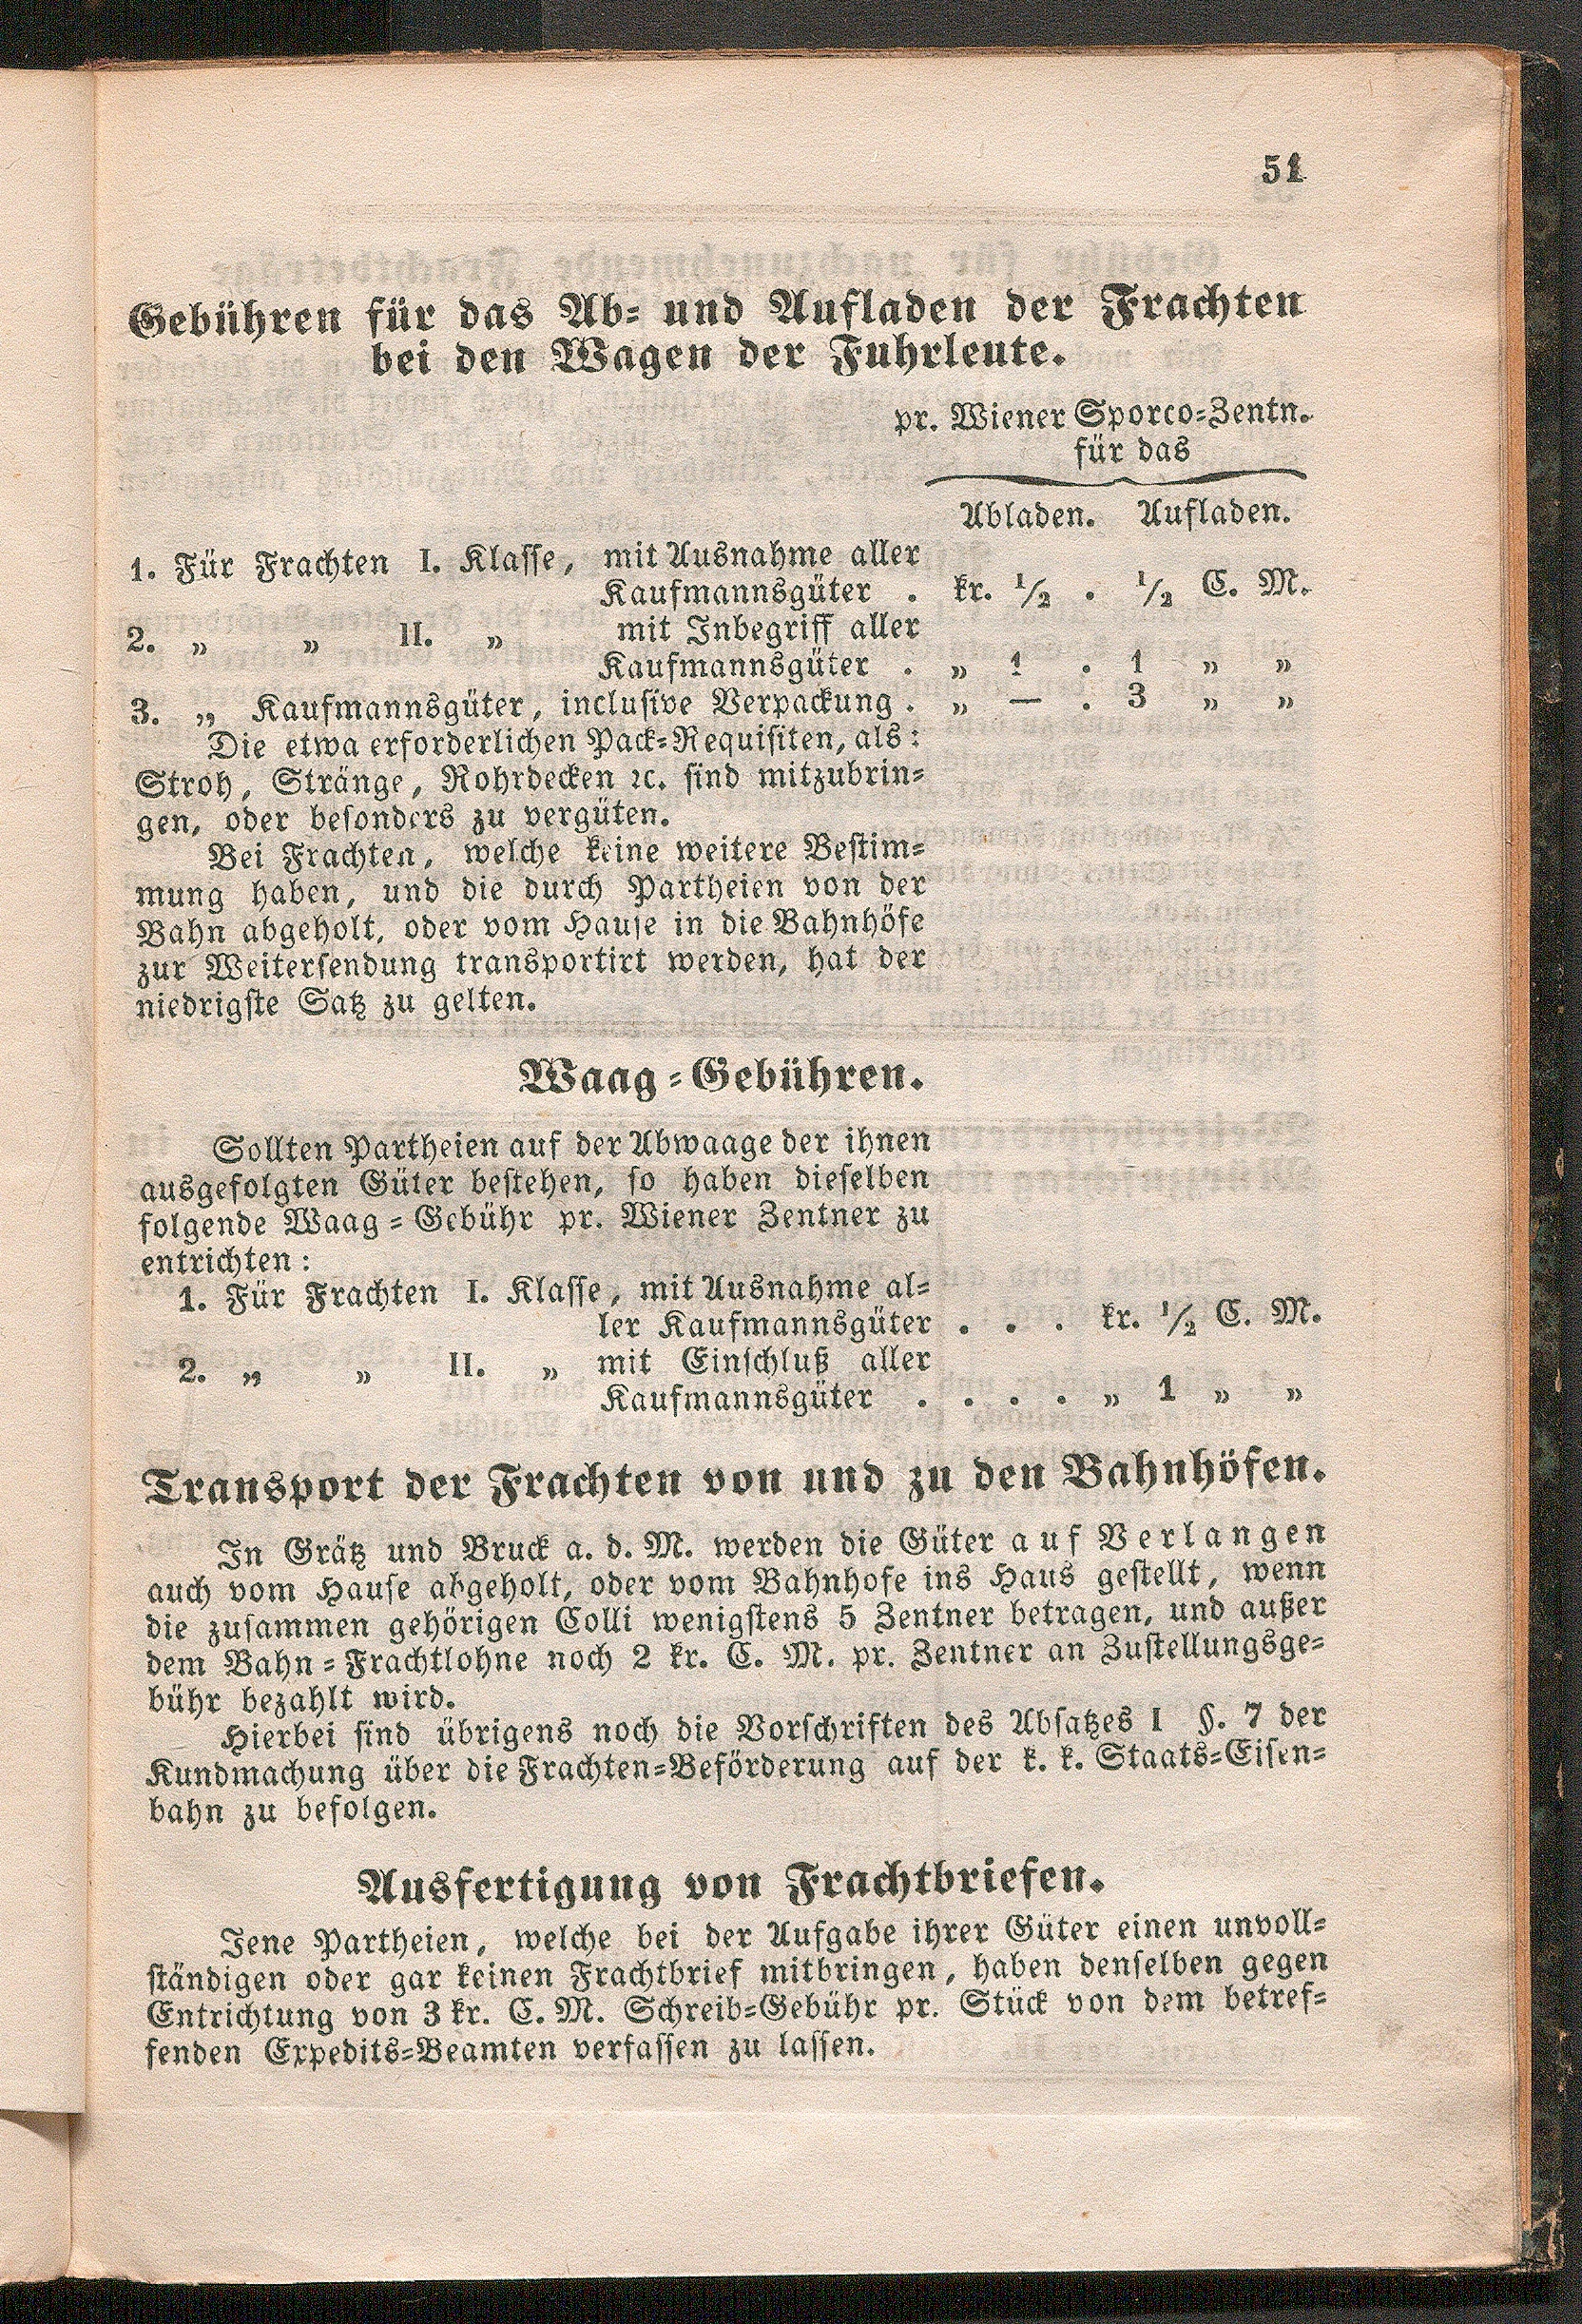 51
Gebühren für das Ab- und Aufladen der Frachten
bei den Wagen der Fuhrleute.
pr. Wiener Sporco-Zentn.
für das
Abladen. Aufladen.
1. Für Frachten I. Klasse, mit Ausnahme aller
Kaufmannsgüter . kr. ½ . ½ C. M.
2. „ „ II. „ mit Inbegriff aller
Kaufmannsgüter . „ 1 . 1 „ „
3. „ Kaufmannsgüter, inclusive Verpackung . „ — . 3 „ „
Die etwa erforderlichen Pack-Requisiten, als:
Stroh, Stränge, Rohrdecken ꝛc. sind mitzubrin-
gen, oder besonders zu vergüten.
Bei Frachten, welche keine weitere Bestim-
mung haben, und die durch Partheien von der
Bahn abgeholt, oder vom Hause in die Bahnhöfe
zur Weitersendung transportirt werden, hat der
niedrigste Satz zu gelten.
Waag-Gebühren.
Sollten Partheien auf der Abwaage der ihnen
ausgefolgten Güter bestehen, so haben dieselben
folgende Waag-Gebühr pr. Wiener Zentner zu
entrichten:
1. Für Frachten I. Klasse, mit Ausnahme al-
ler Kaufmannsgüter . . . kr. ½ C. M.
2. „ „ II. „ mit Einschluß aller
Kaufmannsgüter . . . . „ 1 „ „
Transport der Frachten von und zu den Bahnhöfen.
In Grätz und Bruck a. d. M. werden die Güter auf Verlangen
auch vom Hause abgeholt, oder vom Bahnhofe ins Haus gestellt, wenn
die zusammen gehörigen Colli wenigstens 5 Zentner betragen, und außer
dem Bahn-Frachtlohne noch 2 kr. C. M. pr. Zentner an Zustellungsge-
bühr bezahlt wird.
Hierbei sind übrigens noch die Vorschriften des Absatzes I §. 7 der
Kundmachung über die Frachten-Beförderung auf der k. k. Staats-Eisen-
bahn zu befolgen.
Ausfertigung von Frachtbriefen.
Jene Partheien, welche bei der Aufgabe ihrer Güter einen unvoll-
ständigen oder gar keinen Frachtbrief mitbringen, haben denselben gegen
Entrichtung von 3 kr. C. M. Schreib-Gebühr pr. Stück von dem betref-
fenden Expedits-Beamten verfassen zu lassen.